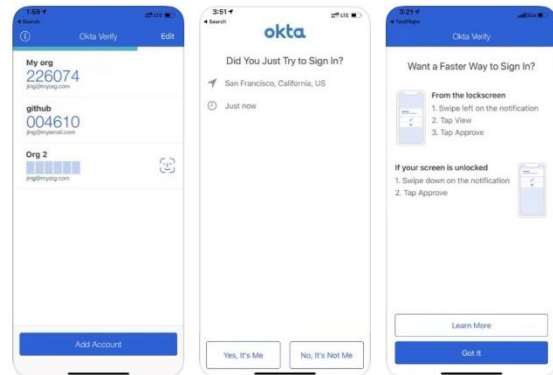 1:59
Search
LTE
Okta Verify
Edit
My org
226074
jing@myorg.com
github
004610
jing@myemail.com
Org 2
jing@myorg.com
Add Account
3:51
Search
LTE
okta
Did You Just Try to Sign In?
San Francisco, California, US
Just now
Yes, It's Me
No, It's Not Me
3:21
TestFlight
Okta Verify
Want a Faster Way to Sign In?
From the lockscreen
1. Swipe left on the notification
2. Tap View
3. Tap Approve
If your screen is unlocked
1. Swipe down on the notification
2. Tap Approve
Learn More
Got It